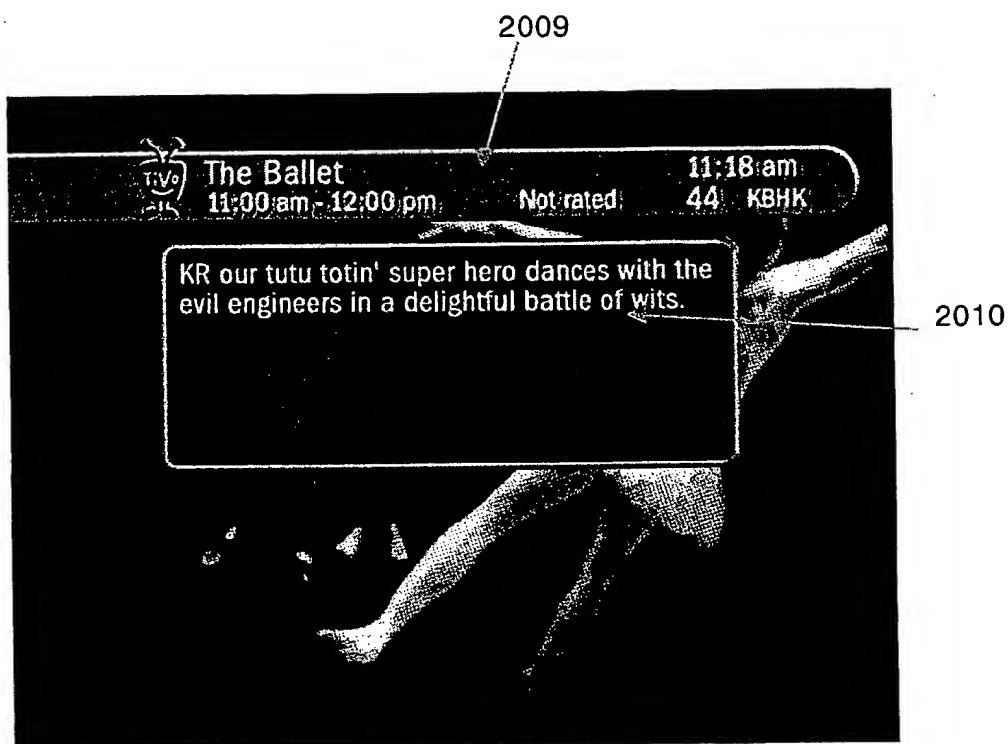 2009
TiVo
The Ballet 11:18 am
11:00 am - 12:00 pm Not rated 44 KBHK
KR our tutu totin' super hero dances with the
evil engineers in a delightful battle of wits.
2010